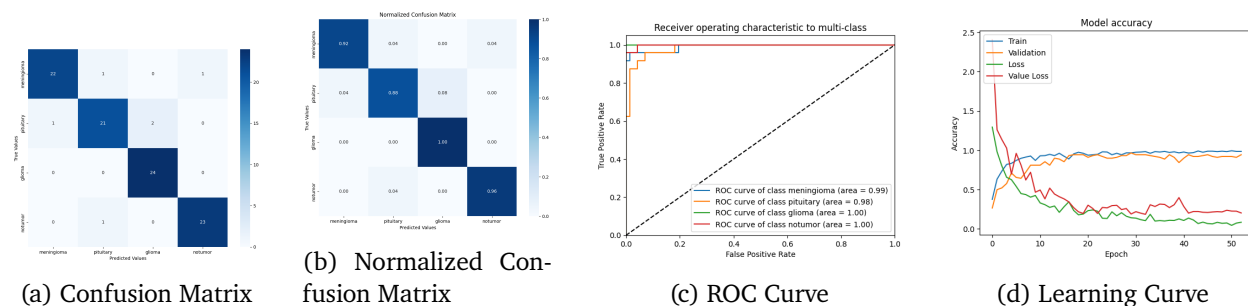 meningioma
pituitary
glioma
notumor
True Values
22 1 0 1
1 21 2 0
0 0 24 0
0 1 0 23
meningioma pituitary glioma notumor
Predicted Values
20
15
10
5
0
(a) Confusion Matrix
Normalized Confusion Matrix
meningioma
pituitary
glioma
notumor
True Values
0.92 0.04 0.00 0.04
0.04 0.88 0.08 0.00
0.00 0.00 1.00 0.00
0.00 0.04 0.00 0.96
meningioma pituitary glioma notumor
Predicted Values
1.0
0.8
0.6
0.4
0.2
0.0
(b) Normalized Con-
fusion Matrix
Receiver operating characteristic to multi-class
True Positive Rate
1.0
0.8
0.6
0.4
0.2
0.0
ROC curve of class meningioma (area = 0.99)
ROC curve of class pituitary (area = 0.98)
ROC curve of class glioma (area = 1.00)
ROC curve of class notumor (area = 1.00)
0.0 0.2 0.4 0.6 0.8 1.0
False Positive Rate
(c) ROC Curve
Model accuracy
Accuracy
2.5
2.0
1.5
1.0
0.5
0.0
Train
Validation
Loss
Value Loss
0 10 20 30 40 50
Epoch
(d) Learning Curve